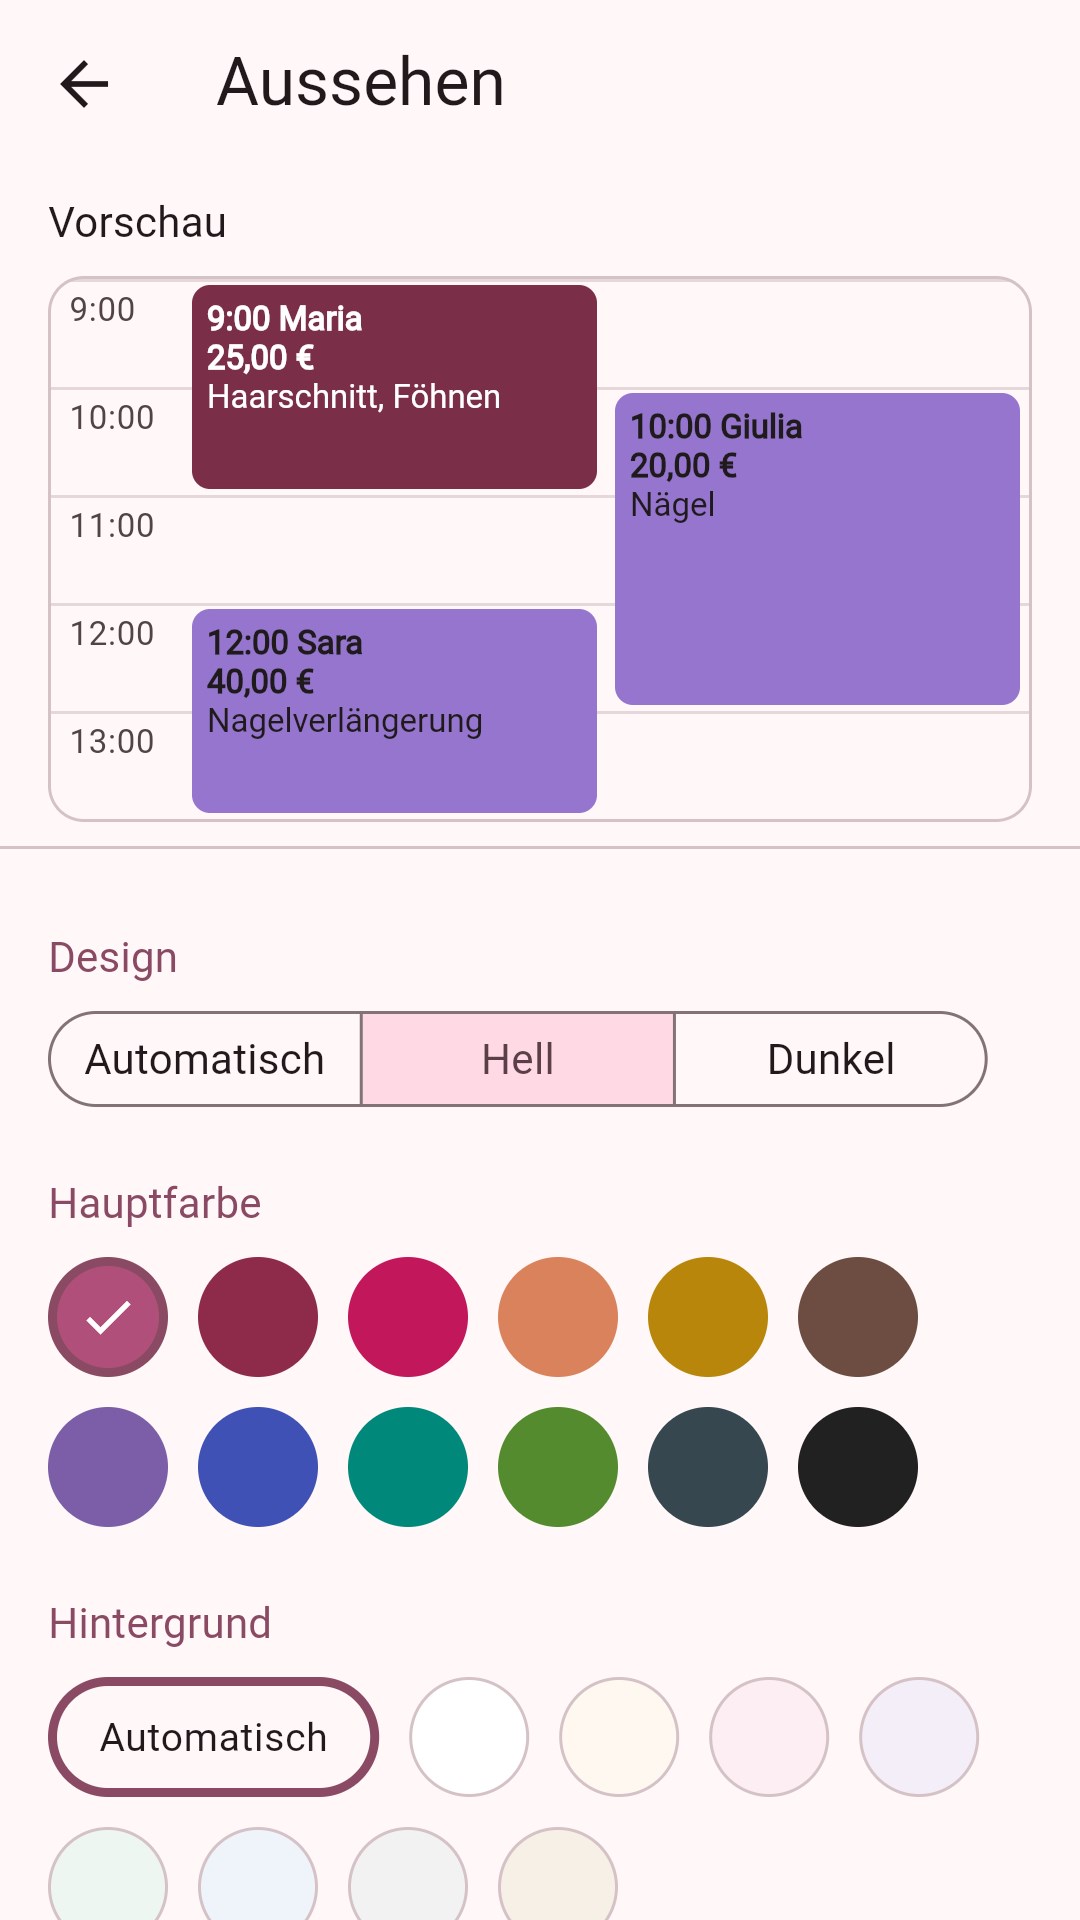 Aussehen
Vorschau
9:00
9:00 Maria
25,00 €
Haarschnitt, Föhnen
10:00
10:00 Giulia
20,00 €
Nägel
11:00
12:00
12:00 Sara
40,00 €
Nagelverlängerung
13:00
Design
Automatisch Hell Dunkel
Hauptfarbe
Hintergrund
Automatisch